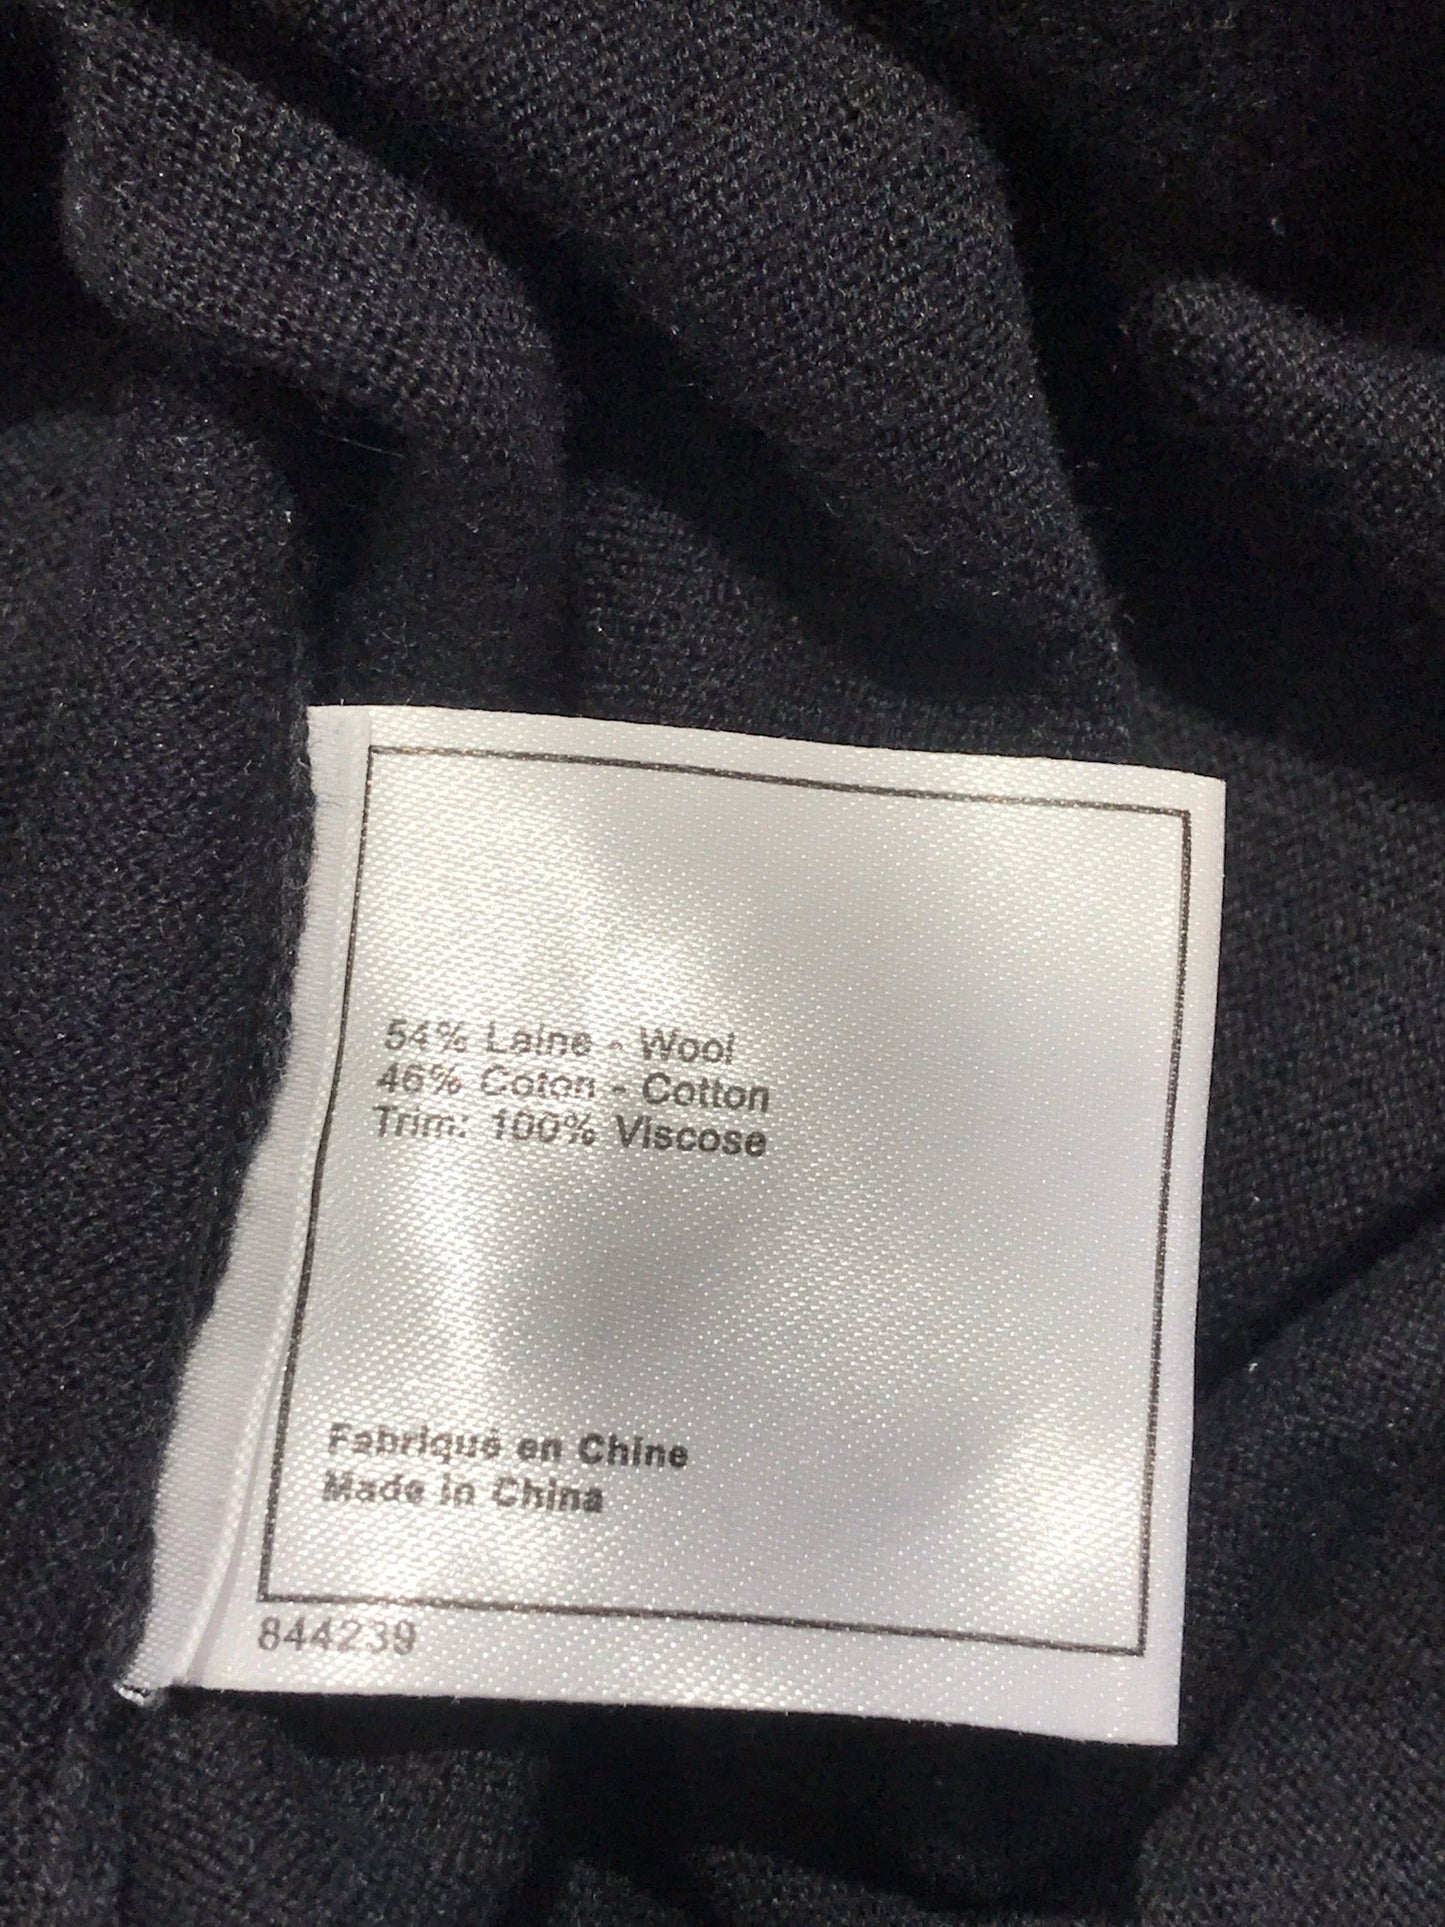 54% Laine - Wool
46% Coton - Cotton
Trim: 100% Viscose
Fabriqué en Chine
Made in China
844239